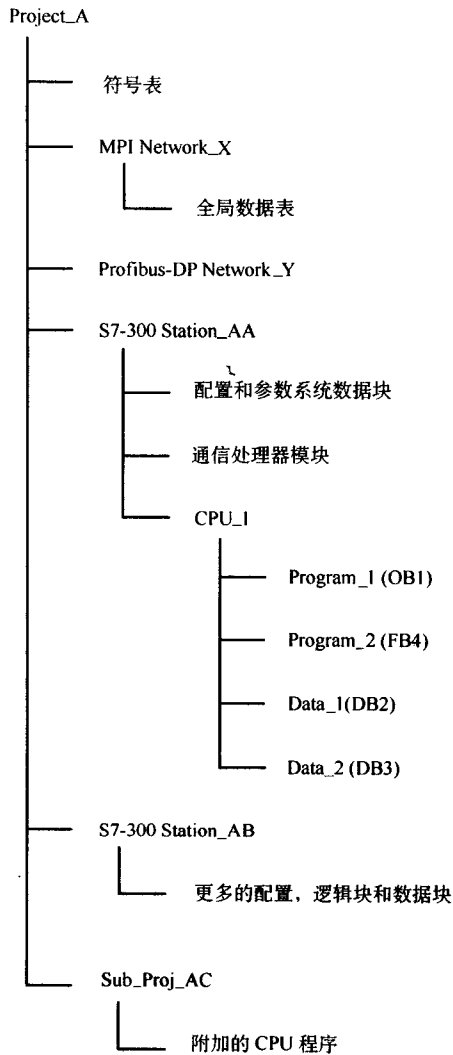 Project_A
符号表
MPI Network_X
全局数据表
Profibus-DP Network_Y
S7-300 Station_AA
配置和参数系统数据块
通信处理器模块
CPU_1
Program_1 (OB1)
Program_2 (FB4)
Data_1(DB2)
Data_2 (DB3)
S7-300 Station_AB
更多的配置，逻辑块和数据块
Sub_Proj_AC
附加的 CPU 程序